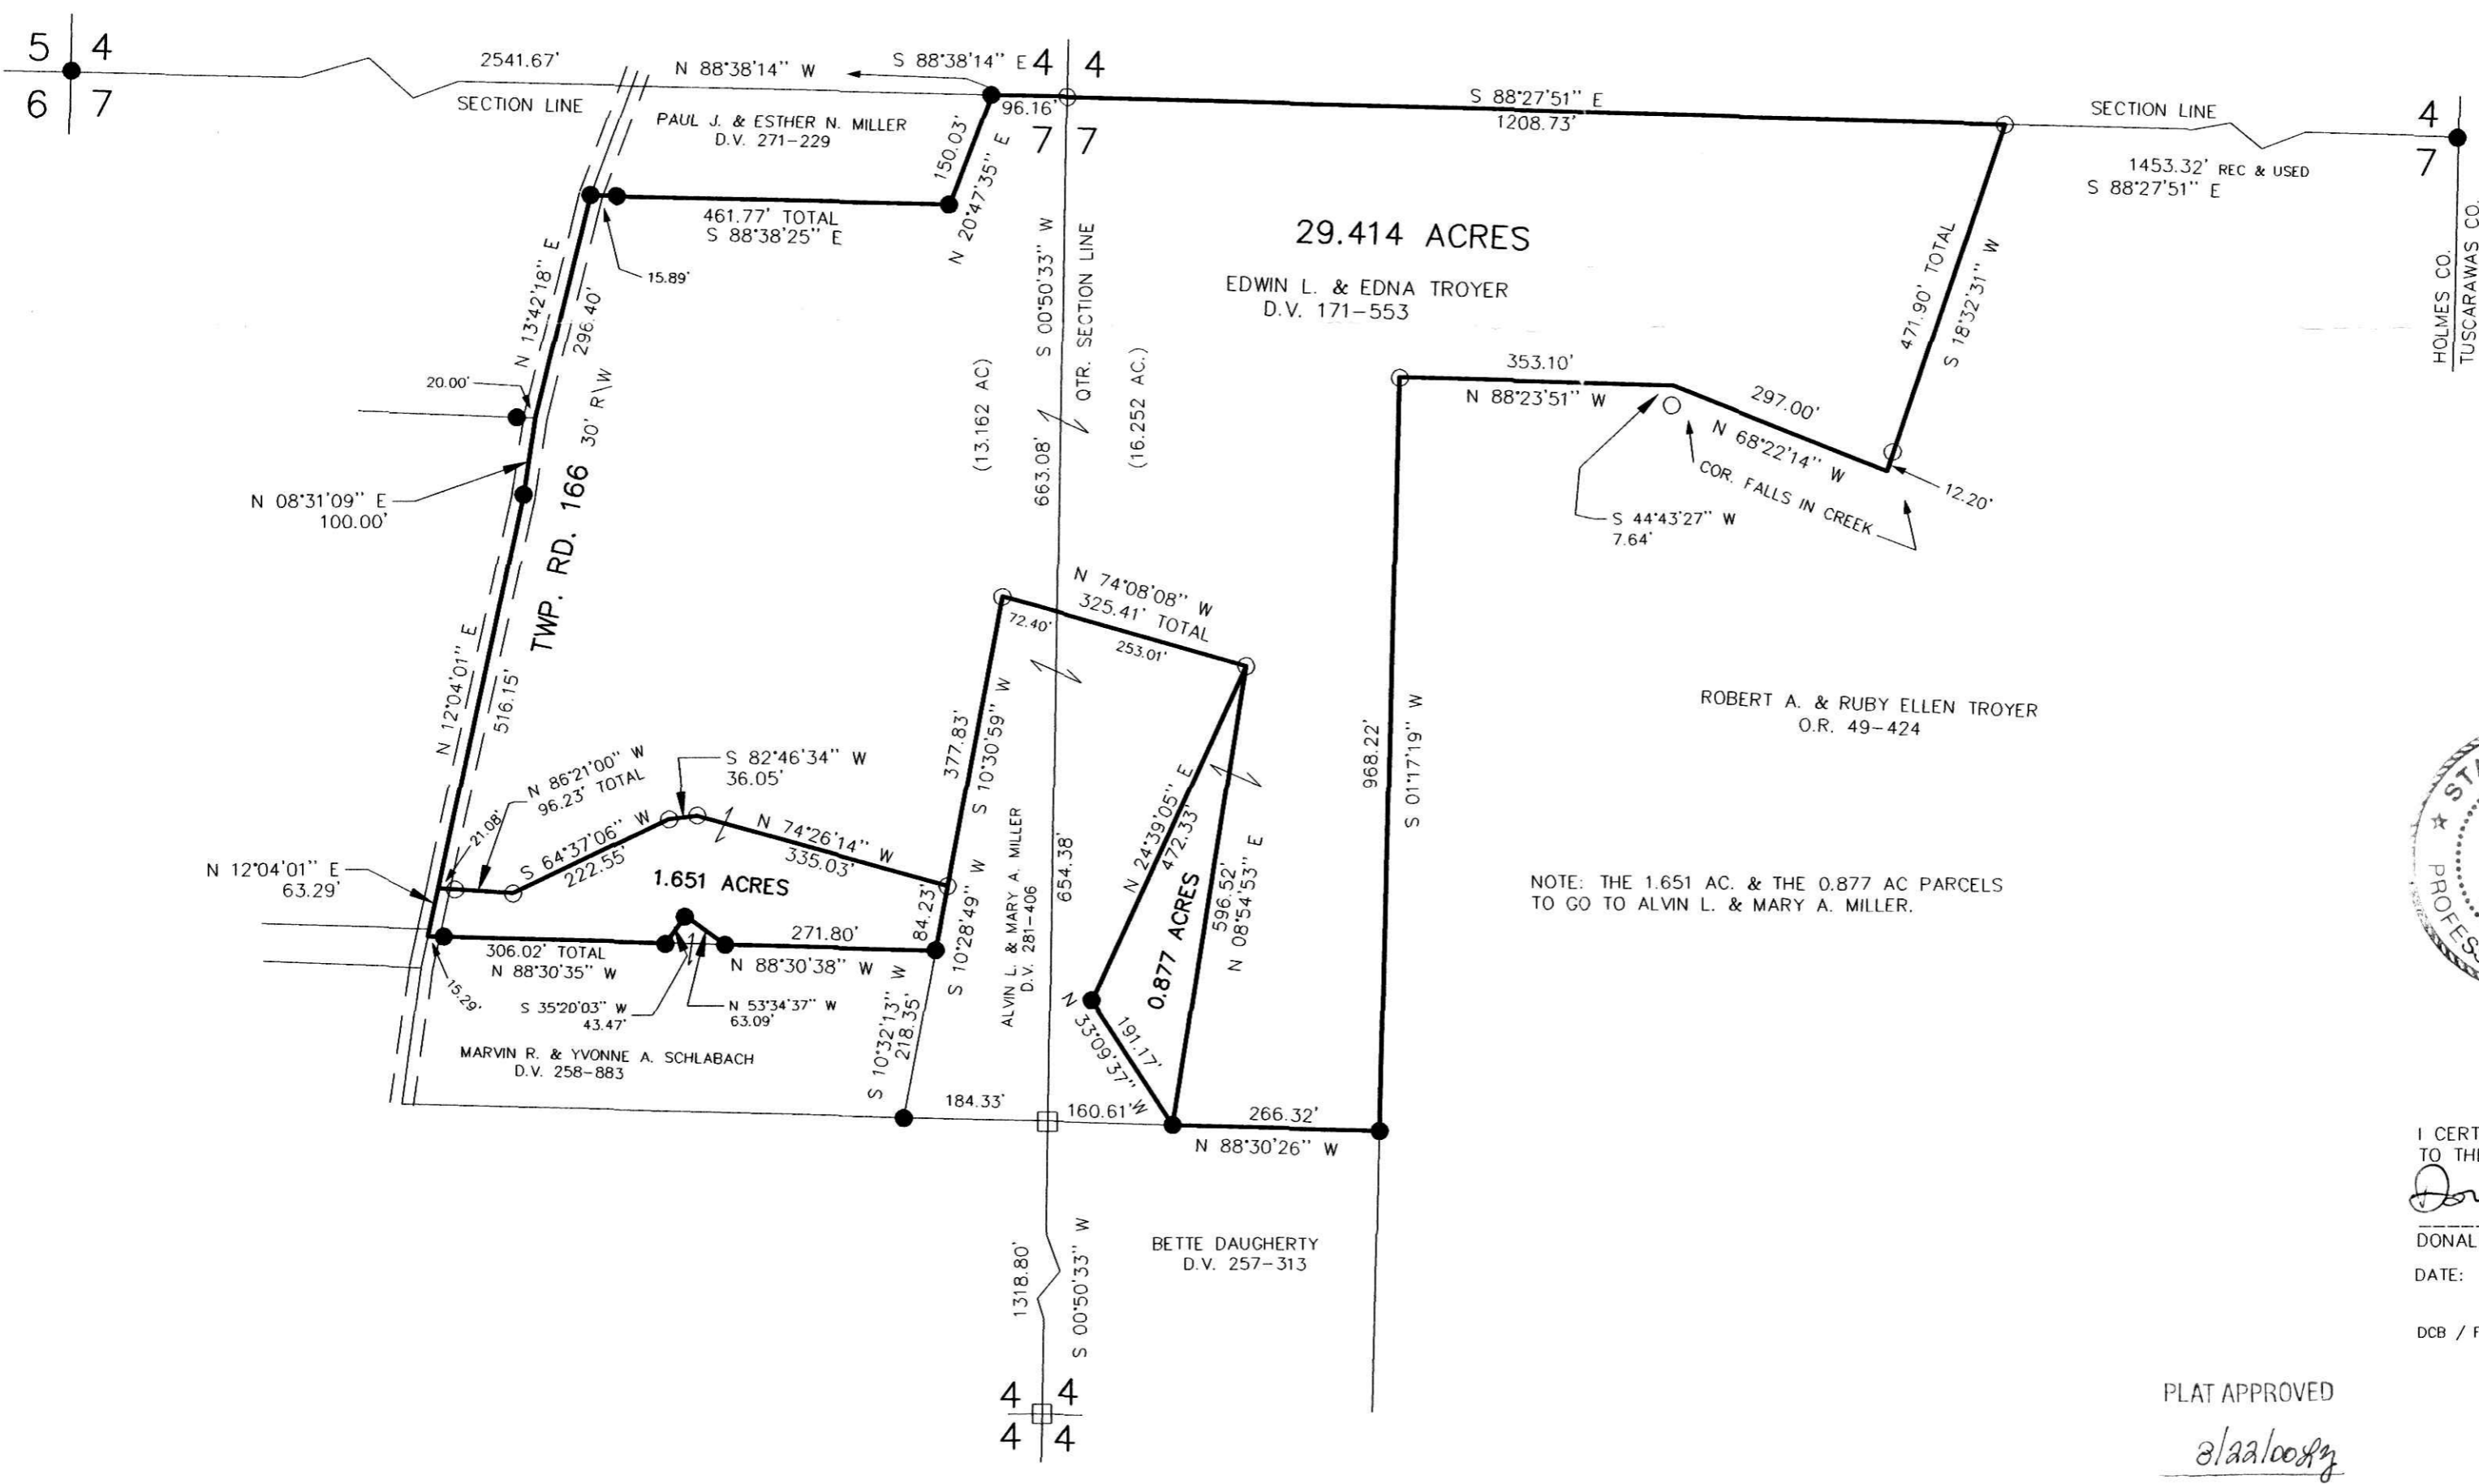 5 4
6 7
2541.67'
SECTION LINE
N 88°38'14" W
S 88°38'14" E
4 4
7 7
96.16'
S 88°27'51" E
1208.73'
SECTION LINE
4
7
1453.32' REC & USED
S 88°27'51" E
HOLMES CO.
TUSCARAWAS CO.
PAUL J. & ESTHER N. MILLER
D.V. 271-229
150.03'
N 20°47'35" E
461.77' TOTAL
S 88°38'25" E
15.89'
N 13°42'18" E
296.40'
20.00'
TWP. RD. 166 30' R\W
N 08°31'09" E
100.00'
N 12°04'01" E
516.15'
S 00°50'33" W
QTR. SECTION LINE
(13.162 AC)
663.08'
(16.252 AC.)
29.414 ACRES
EDWIN L. & EDNA TROYER
D.V. 171-553
471.90' TOTAL
S 18°32'31" W
353.10'
N 88°23'51" W
297.00'
N 68°22'14" W
COR. FALLS IN CREEK
12.20'
S 44°43'27" W
7.64'
N 74°08'08" W
325.41' TOTAL
72.40'
253.01'
377.83'
S 10°30'59" W
968.22'
S 01°17'19" W
ROBERT A. & RUBY ELLEN TROYER
O.R. 49-424
N 86°21'00" W
96.23' TOTAL
21.08'
S 82°46'34" W
36.05'
S 64°37'06" W
222.55'
N 74°26'14" W
335.03'
1.651 ACRES
N 12°04'01" E
63.29'
84.23'
S 10°28'49" W
ALVIN L. & MARY A. MILLER
D.V. 281-406
654.38'
N 24°39'05" E
472.33'
0.877 ACRES
596.52'
N 08°54'53" E
NOTE: THE 1.651 AC. & THE 0.877 AC PARCELS
TO GO TO ALVIN L. & MARY A. MILLER.
306.02' TOTAL
N 88°30'35" W
15.29'
271.80'
N 88°30'38" W
S 35°20'03" W
43.47'
N 53°34'37" W
63.09'
S 10°32'13" W
218.35'
MARVIN R. & YVONNE A. SCHLABACH
D.V. 258-883
N 33°09'37" W
191.17'
184.33'
160.61'
266.32'
N 88°30'26" W
BETTE DAUGHERTY
D.V. 257-313
1318.80'
S 00°50'33" W
4 4
4 4
STA
PROFESS
I CERT
TO TH
Don
DONAL
DATE:
DCB / F
PLAT APPROVED
3/22/00